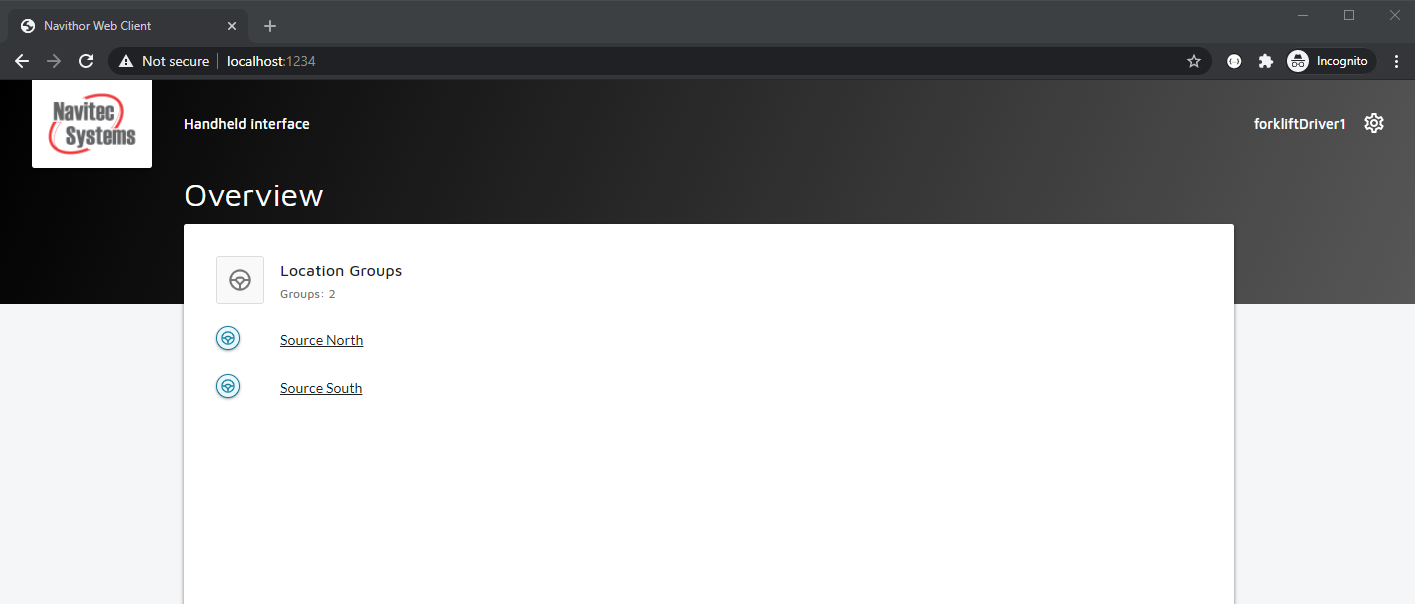 Navithor Web Client
Not secure localhost:1234
Incognito
Navitec
Systems
Handheld Interface
forkliftDriver1
Overview
Location Groups
Groups: 2
Source North
Source South